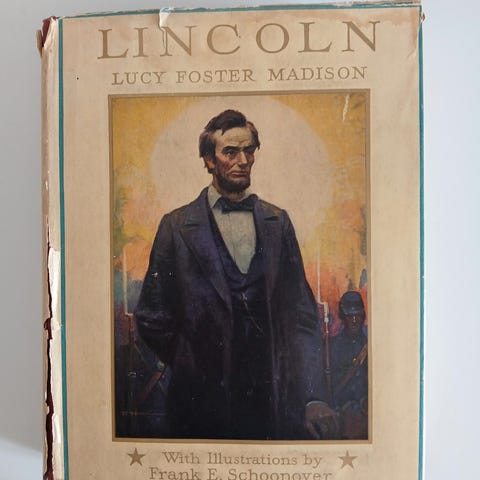 LINCOLN
LUCY FOSTER MADISON
With Illustrations by
Frank E. Schoonover